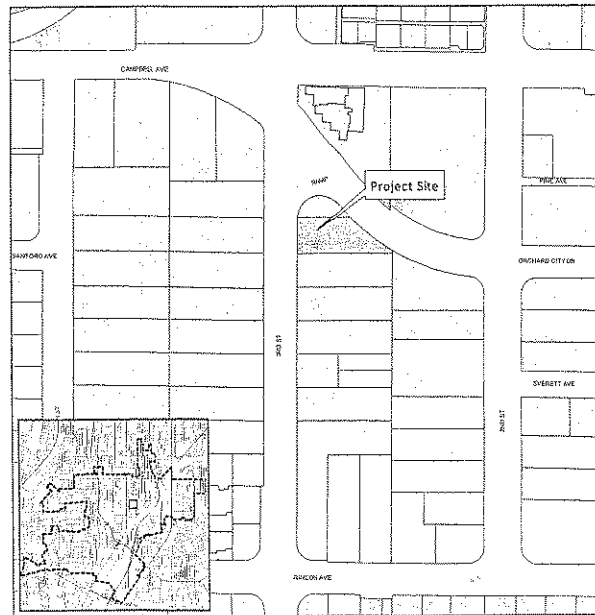 CAMPBELL AVE
RAMP
Project Site
PINE AVE
SANFORD AVE
ORCHARD CITY DR
3RD ST
EVERETT AVE
2ND ST
RINCON AVE